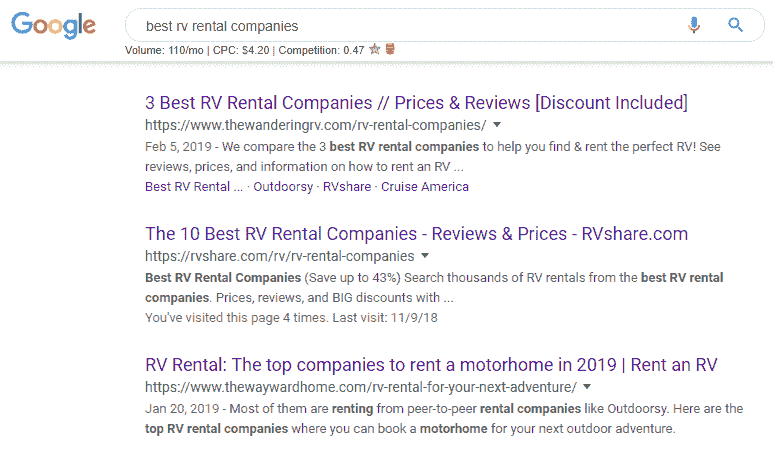 Google
best rv rental companies
Volume: 110/mo | CPC: $4.20 | Competition: 0.47
3 Best RV Rental Companies // Prices & Reviews [Discount Included]
https://www.thewanderingrv.com/rv-rental-companies/
Feb 5, 2019 - We compare the 3 best RV rental companies to help you find & rent the perfect RV! See
reviews, prices, and information on how to rent an RV ...
Best RV Rental ... · Outdoorsy · RVshare · Cruise America
The 10 Best RV Rental Companies - Reviews & Prices - RVshare.com
https://rvshare.com/rv/rv-rental-companies
Best RV Rental Companies (Save up to 43%) Search thousands of RV rentals from the best RV rental
companies. Prices, reviews, and BIG discounts with ...
You've visited this page 4 times. Last visit: 11/9/18
RV Rental: The top companies to rent a motorhome in 2019 | Rent an RV
https://www.thewaywardhome.com/rv-rental-for-your-next-adventure/
Jan 20, 2019 - Most of them are renting from peer-to-peer rental companies like Outdoorsy. Here are the
top RV rental companies where you can book a motorhome for your next outdoor adventure.